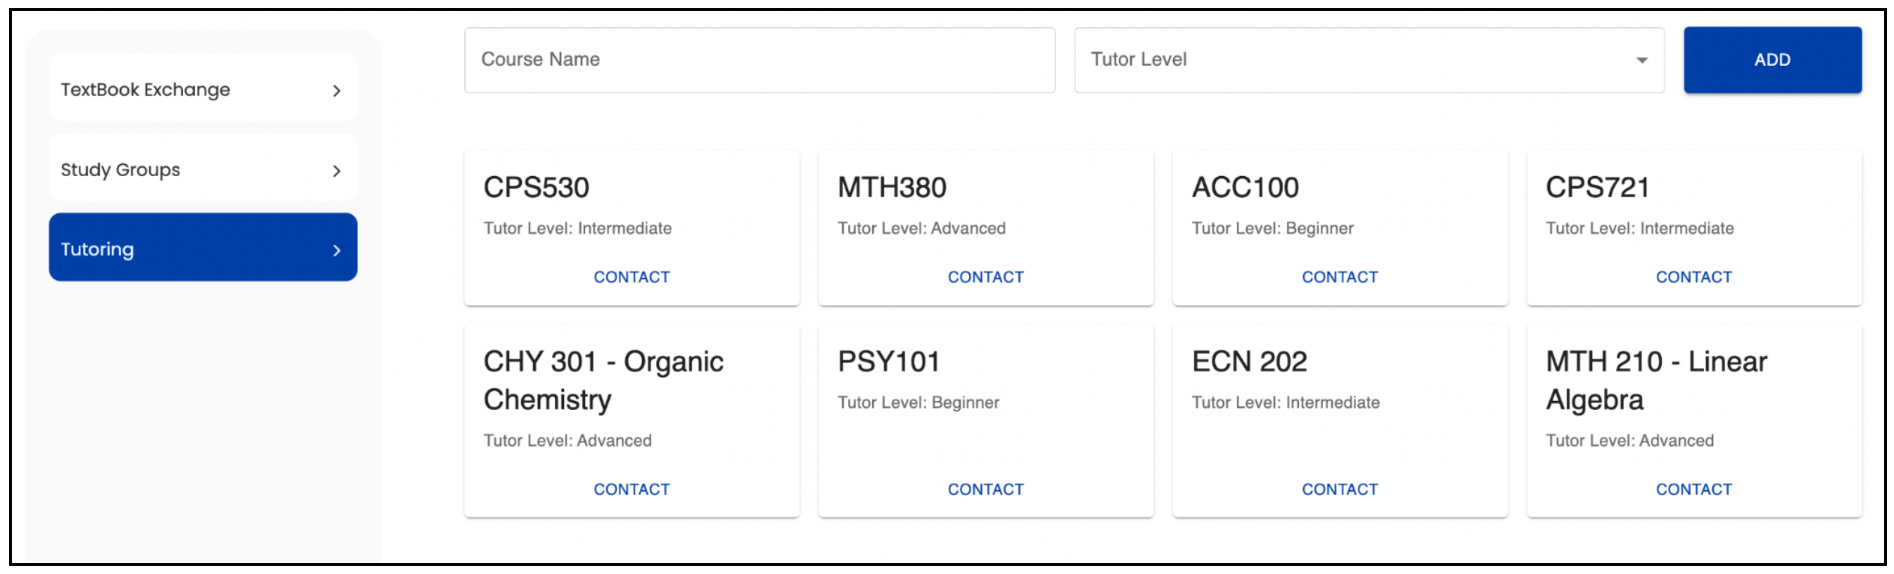 TextBook Exchange
Study Groups
Tutoring
Course Name
Tutor Level
ADD
CPS530
Tutor Level: Intermediate
CONTACT
MTH380
Tutor Level: Advanced
CONTACT
ACC100
Tutor Level: Beginner
CONTACT
CPS721
Tutor Level: Intermediate
CONTACT
CHY 301 - Organic
Chemistry
Tutor Level: Advanced
CONTACT
PSY101
Tutor Level: Beginner
CONTACT
ECN 202
Tutor Level: Intermediate
CONTACT
MTH 210 - Linear
Algebra
Tutor Level: Advanced
CONTACT